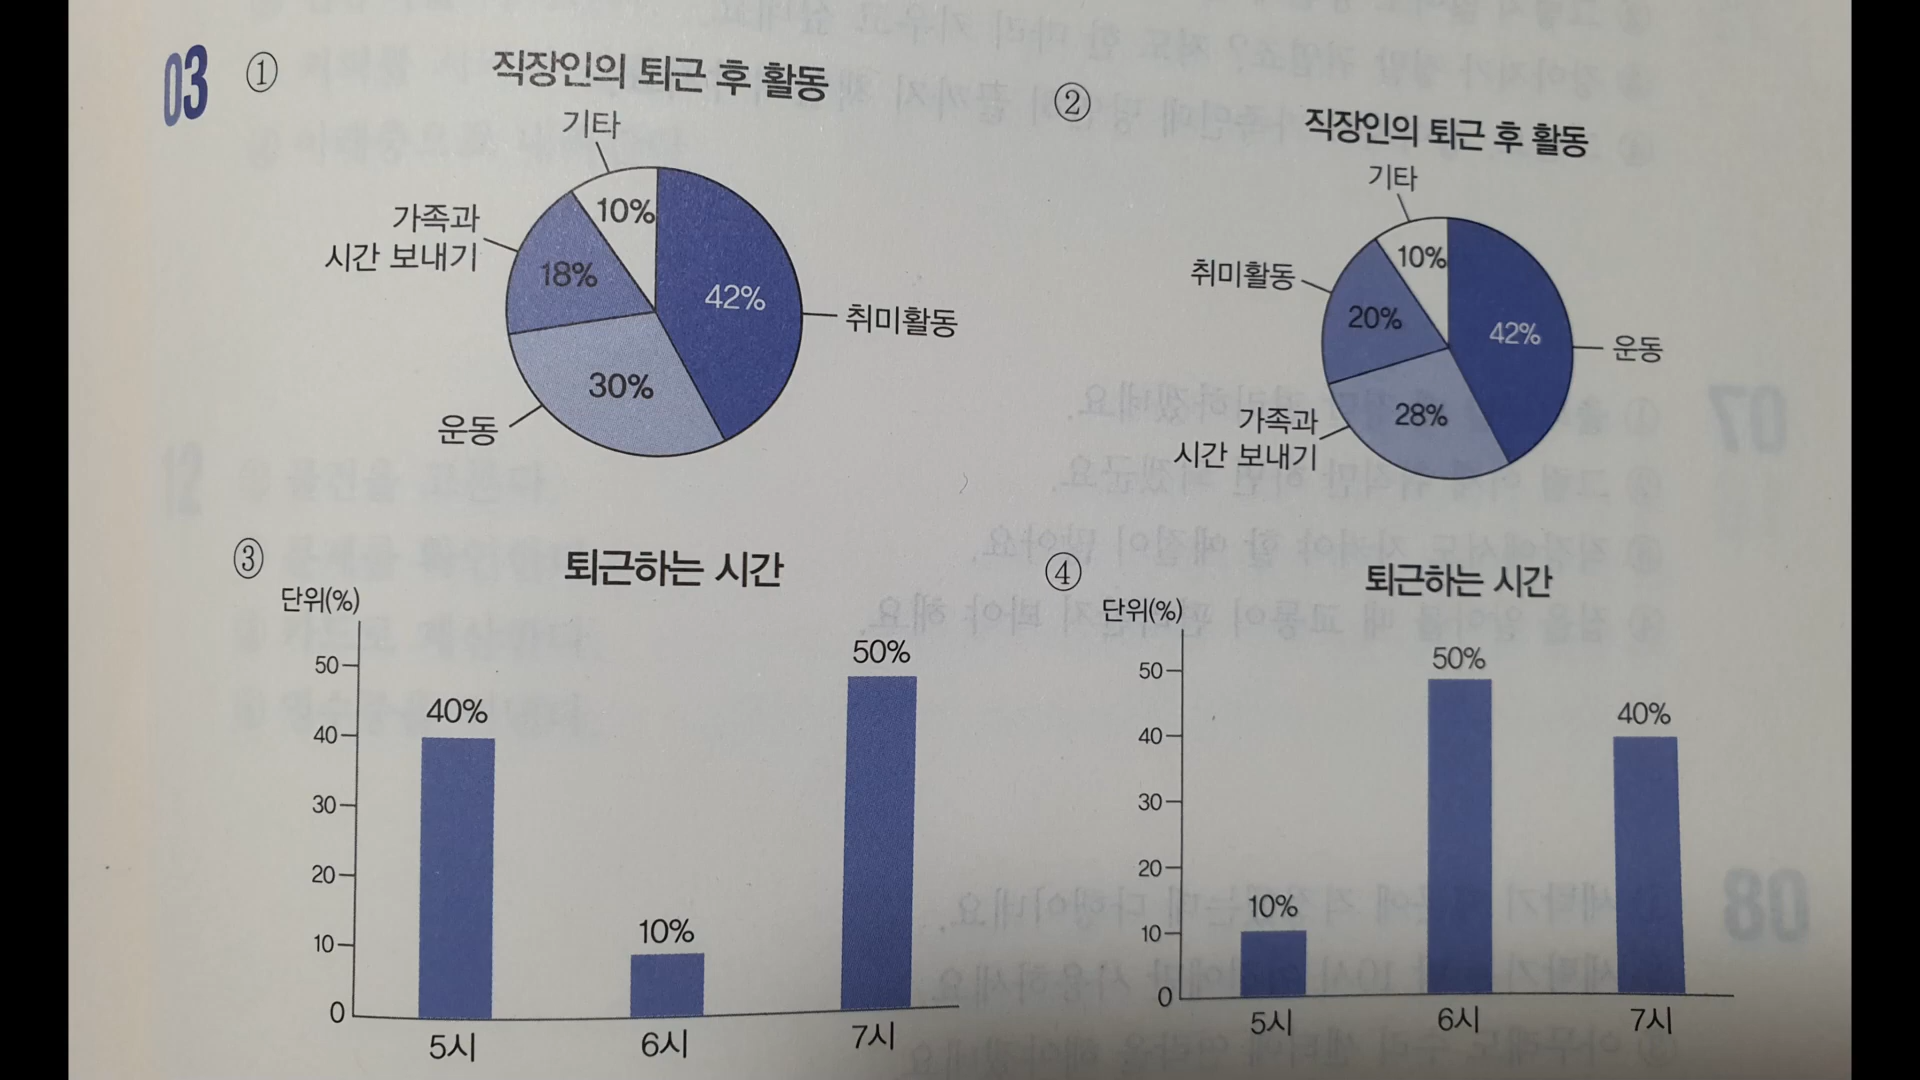 03
① 직장인의 퇴근 후 활동
기타
10%
가족과
시간 보내기
18%
42%
취미활동
30%
운동
② 직장인의 퇴근 후 활동
기타
10%
취미활동
20%
42%
운동
28%
가족과
시간 보내기
③ 퇴근하는 시간
단위(%)
50
40
30
20
10
0
40%
10%
50%
5시
6시
7시
④ 퇴근하는 시간
단위(%)
50
40
30
20
10
0
10%
50%
40%
5시
6시
7시